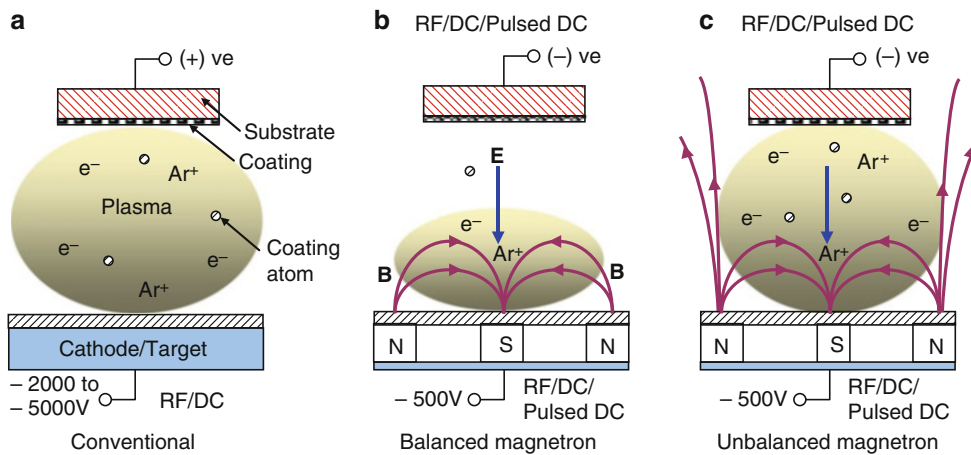 a
(+) ve
Substrate
Coating
e⁻
Ar⁺
Plasma
Coating
atom
e⁻
e⁻
Ar⁺
Cathode/Target
– 2000 to
– 5000V
RF/DC
Conventional
b
RF/DC/Pulsed DC
(–) ve
E
e⁻
Ar⁺
B
B
N
S
N
– 500V
RF/DC/
Pulsed DC
Balanced magnetron
c
RF/DC/Pulsed DC
(–) ve
e⁻
Ar⁺
e⁻
e⁻
Ar⁺
N
S
N
– 500V
RF/DC/
Pulsed DC
Unbalanced magnetron